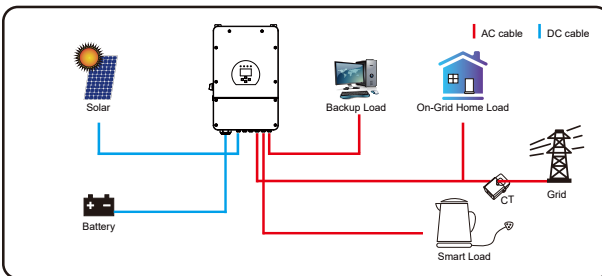 AC cable
DC cable
Solar
Backup Load
On-Grid Home Load
Battery
CT
Grid
Smart Load